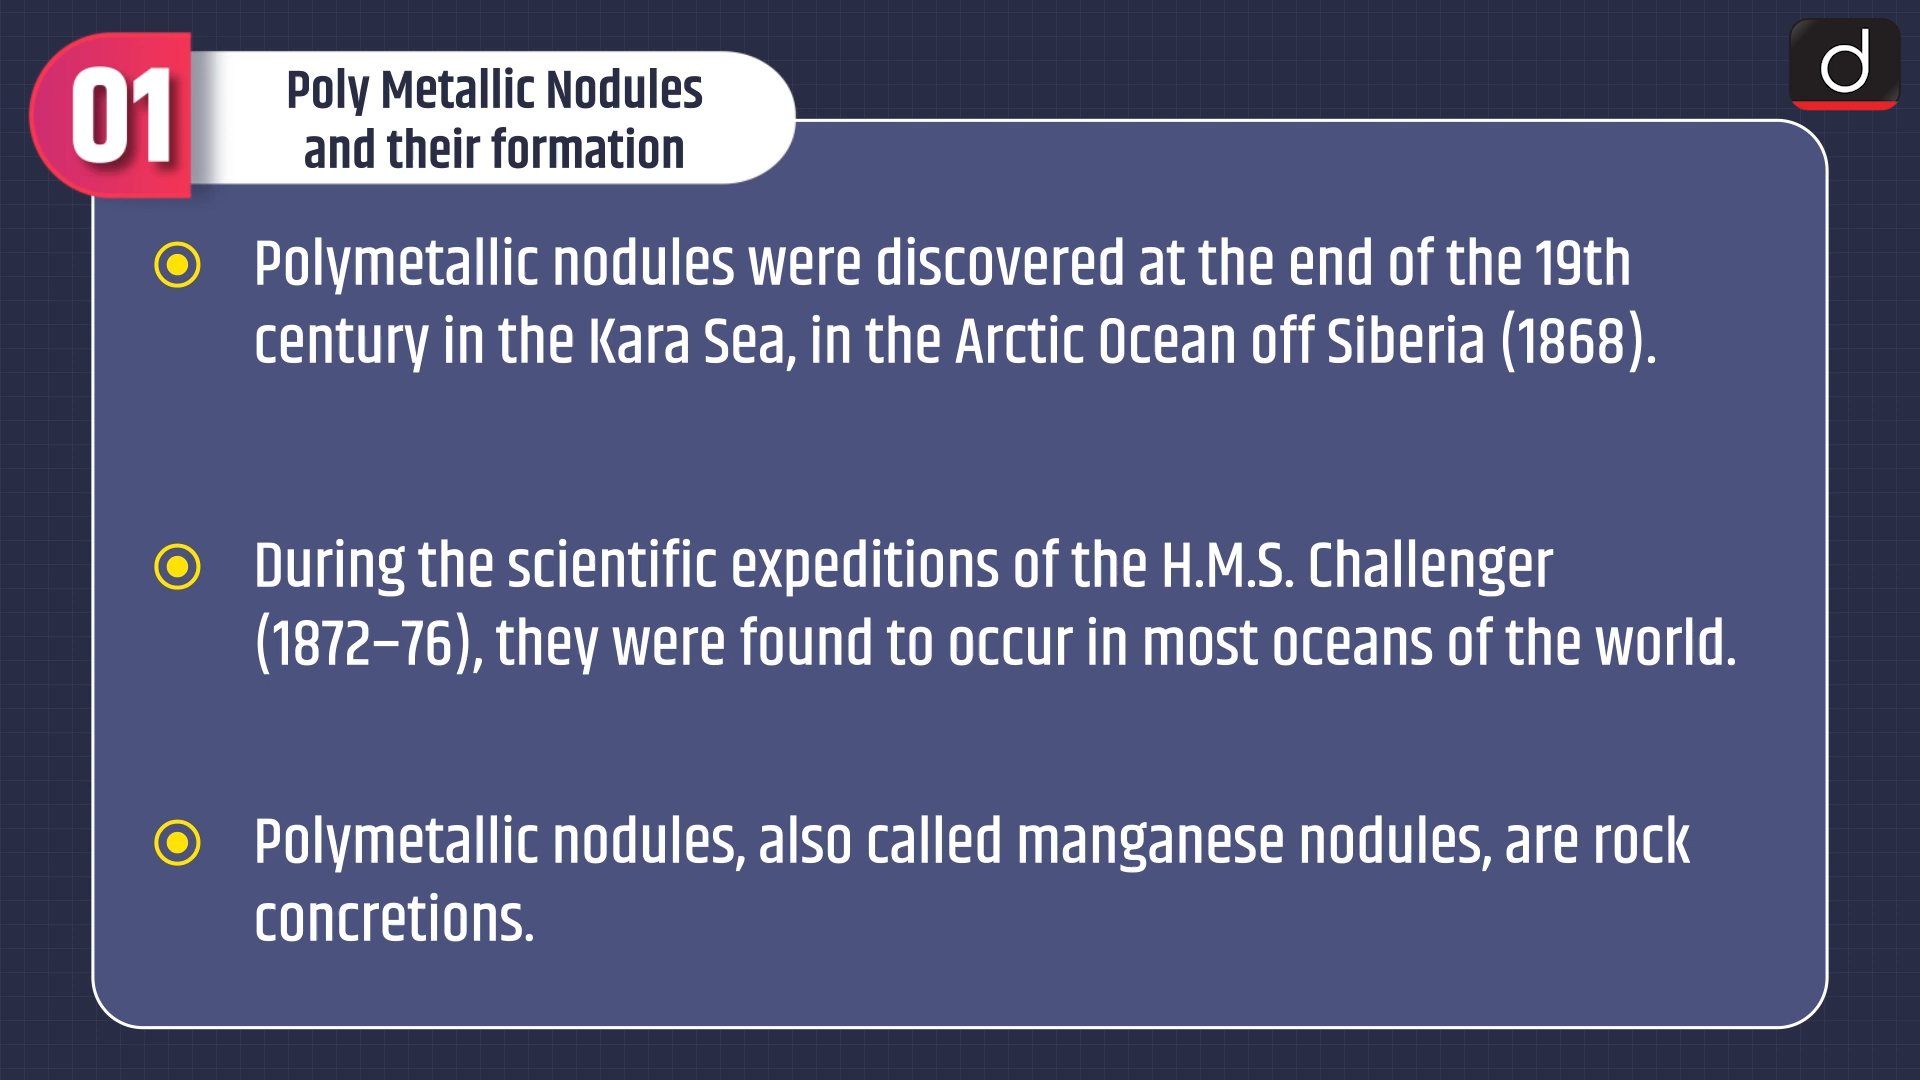 01
Poly Metallic Nodules
and their formation
d
Polymetallic nodules were discovered at the end of the 19th
century in the Kara Sea, in the Arctic Ocean off Siberia (1868).
During the scientific expeditions of the H.M.S. Challenger
(1872–76), they were found to occur in most oceans of the world.
Polymetallic nodules, also called manganese nodules, are rock
concretions.